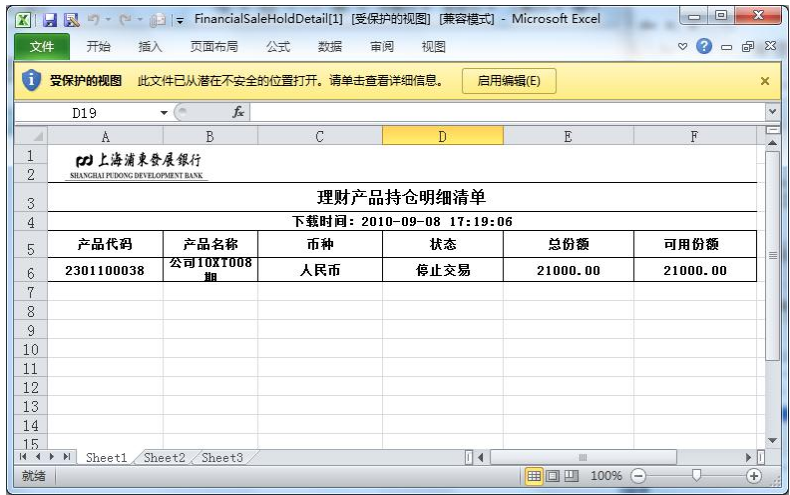 FinancialSaleHoldDetail[1] [受保护的视图] [兼容模式] - Microsoft Excel
文件 开始 插入 页面布局 公式 数据 审阅 视图
受保护的视图 此文件已从潜在不安全的位置打开。请单击查看详细信息。 启用编辑(E)
D19 fx
A B C D E F
1 上海浦東發展銀行
2 SHANGHAI PUDONG DEVELOPMENT BANK
3 理财产品持仓明细清单
4 下载时间：2010-09-08 17:19:06
5 产品代码 产品名称 币种 状态 总份额 可用份额
6 2301100038 公司10XT008期 人民币 停止交易 21000.00 21000.00
7
8
9
10
11
12
13
14
15
Sheet1 Sheet2 Sheet3
就绪 100%